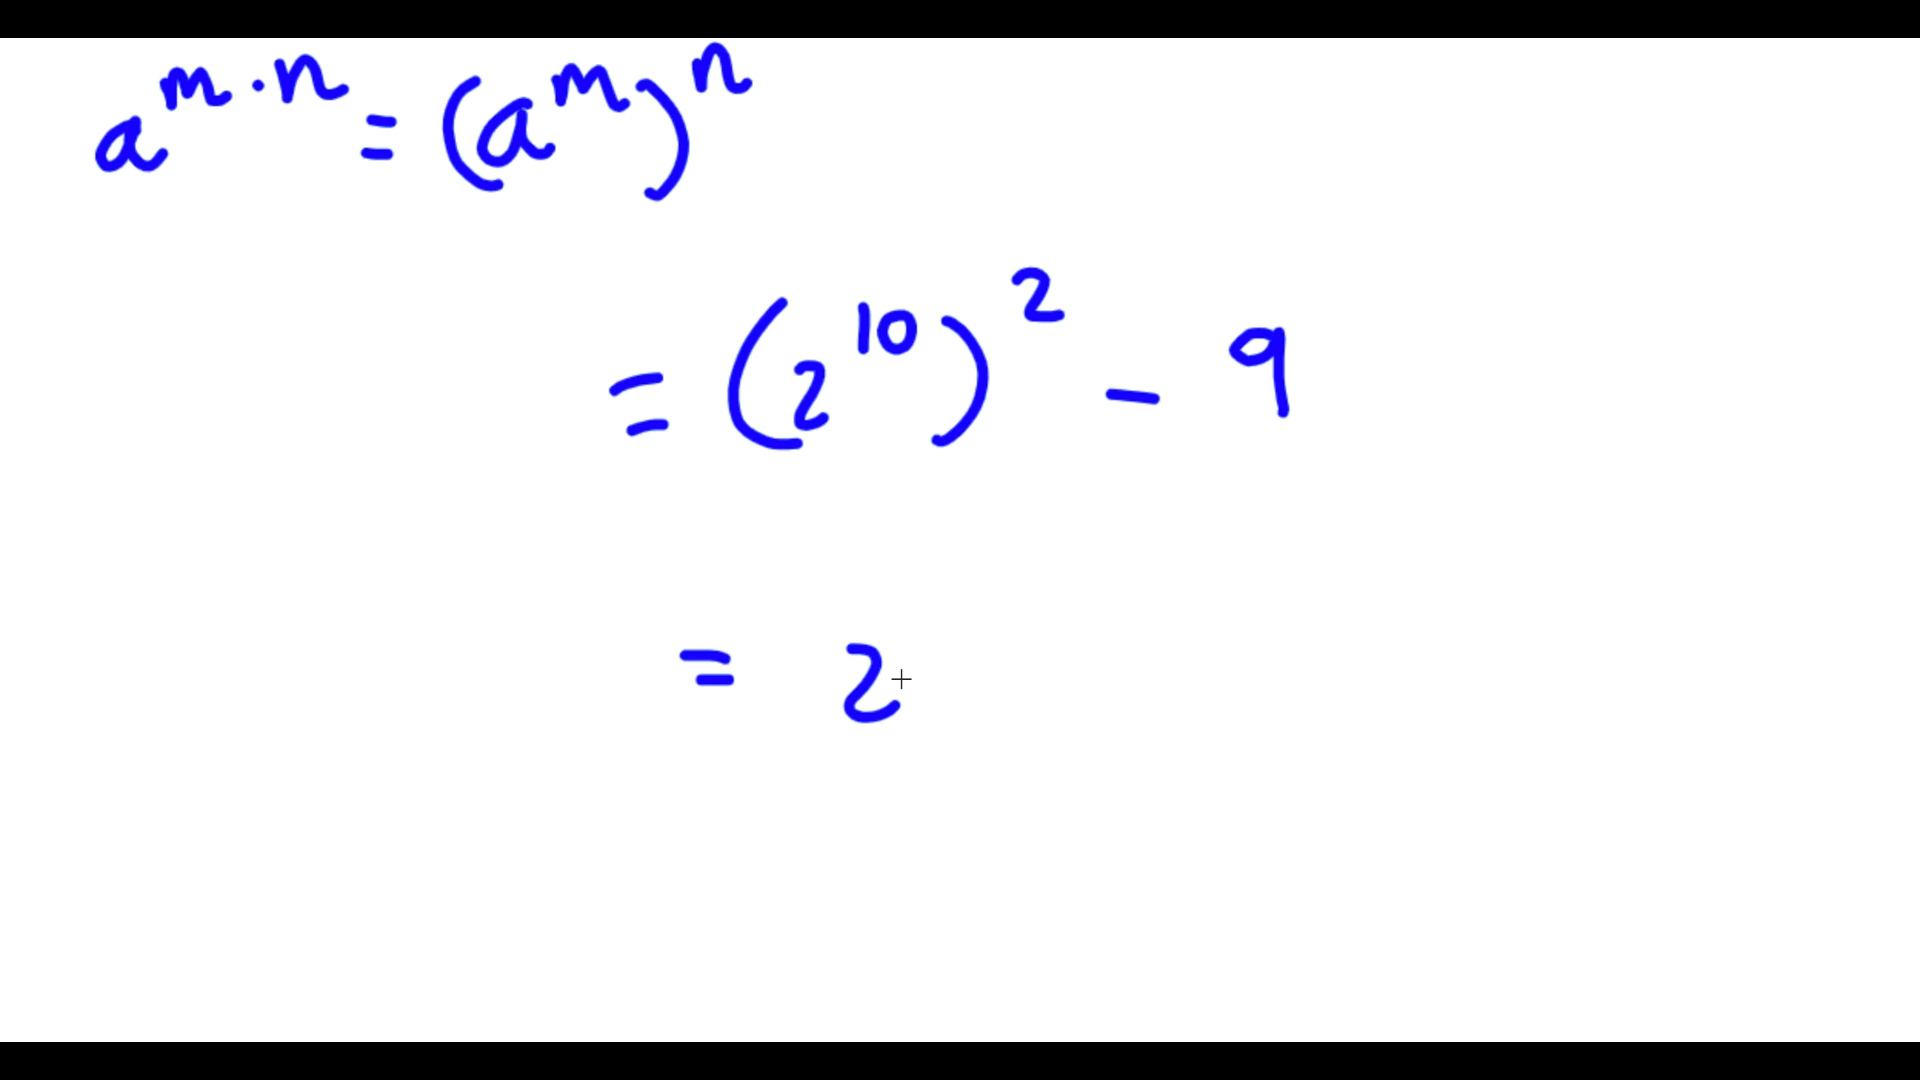 a^{m·n} = (a^m)^n
= (2^{10})^2 - 9
= 2